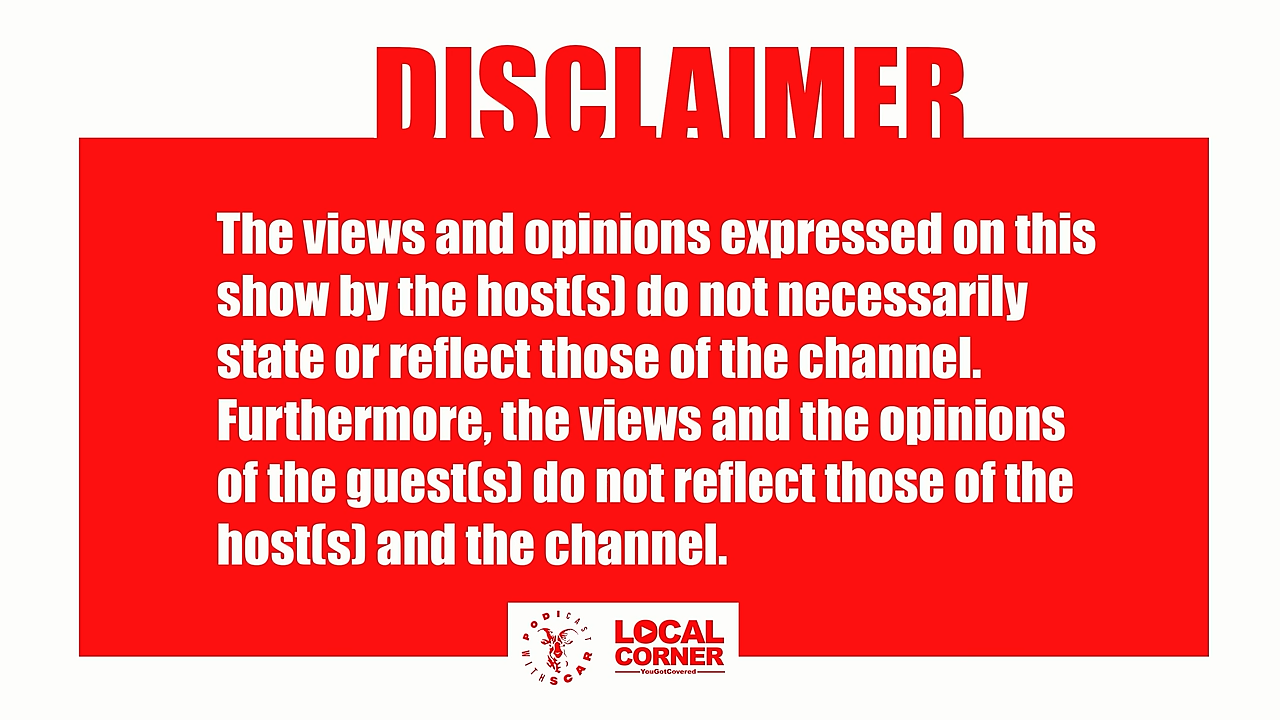 DISCLAIMER
The views and opinions expressed on this
show by the host(s) do not necessarily
state or reflect those of the channel.
Furthermore, the views and the opinions
of the guest(s) do not reflect those of the
host(s) and the channel.
PODICAST
WITH
SCAR
LOCAL
CORNER
YouGotCovered